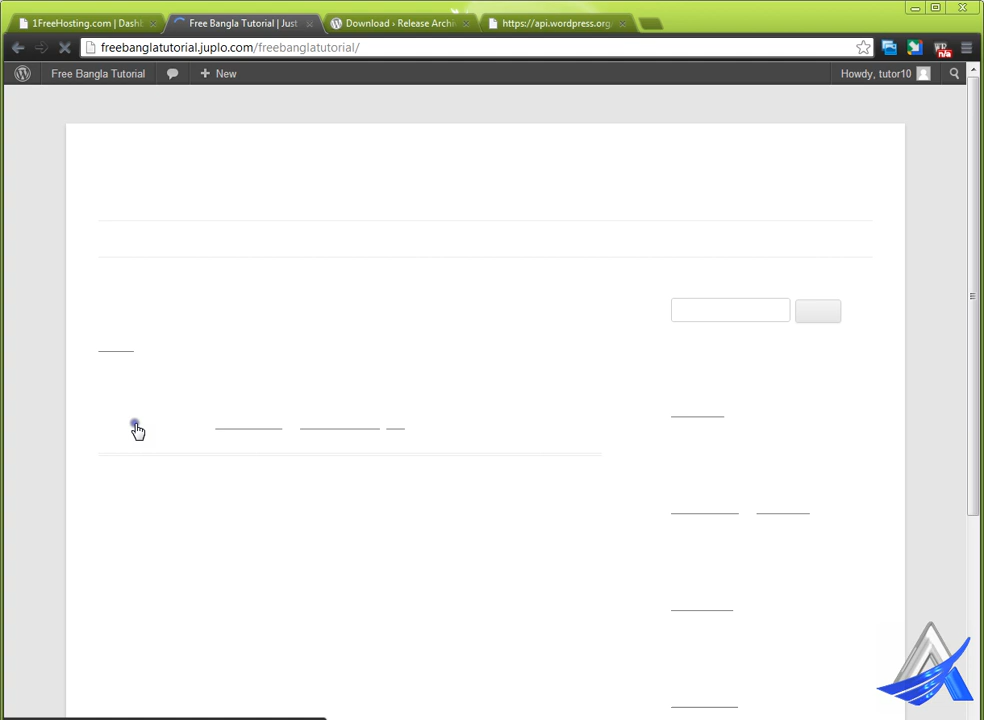 1FreeHosting.com | Dashl
Free Bangla Tutorial | Just
Download › Release Archi
https://api.wordpress.org/
freebanglatutorial.juplo.com/freebanglatutorial/
n/a
Free Bangla Tutorial
New
Howdy, tutor10